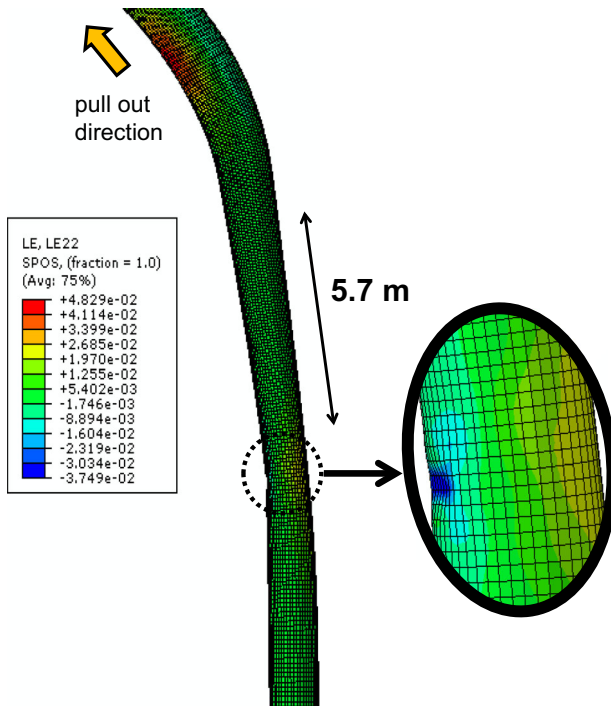 pull out
direction
LE, LE22
SPOS, (fraction = 1.0)
(Avg: 75%)
+4.829e-02
+4.114e-02
+3.399e-02
+2.685e-02
+1.970e-02
+1.255e-02
+5.402e-03
-1.746e-03
-8.894e-03
-1.604e-02
-2.319e-02
-3.034e-02
-3.749e-02
5.7 m